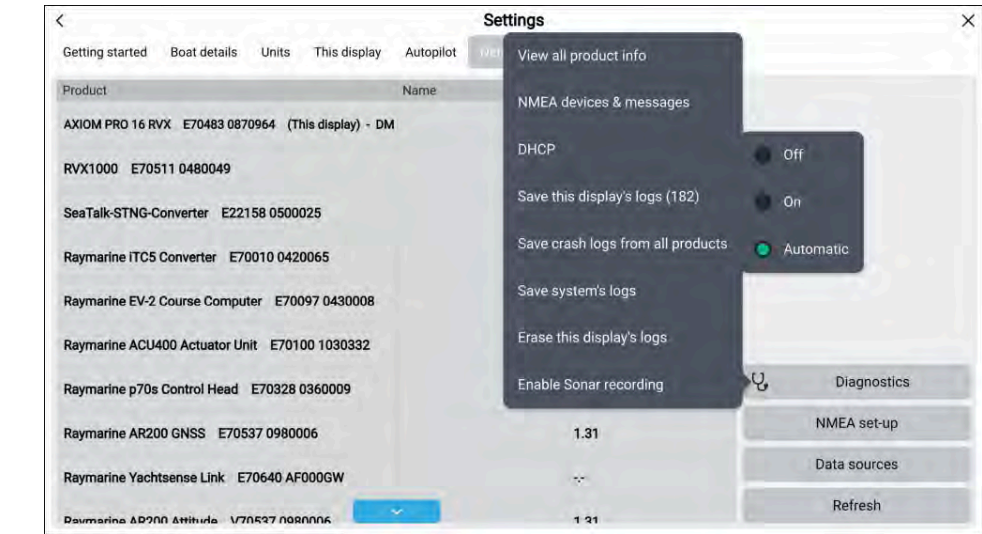 Settings
Getting started Boat details Units This display Autopilot
Product Name
AXIOM PRO 16 RVX E70483 0870964 (This display) - DM
RVX1000 E70511 0480049
SeaTalk-STNG-Converter E22158 0500025
Raymarine iTC5 Converter E70010 0420065
Raymarine EV-2 Course Computer E70097 0430008
Raymarine ACU400 Actuator Unit E70100 1030332
Raymarine p70s Control Head E70328 0360009
Raymarine AR200 GNSS E70537 0980006 1.31
Raymarine Yachtsense Link E70640 AF000GW -.-
Raymarine AR200 Attitude V70537 0980006 1.31
View all product info
NMEA devices & messages
DHCP
Save this display's logs (182)
Save crash logs from all products
Save system's logs
Erase this display's logs
Enable Sonar recording
Off
On
Automatic
Diagnostics
NMEA set-up
Data sources
Refresh